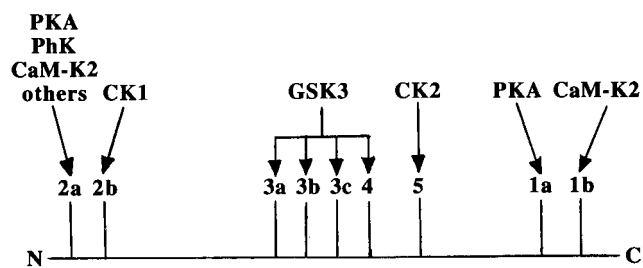 PKA
PhK
CaM-K2
others CK1 GSK3 CK2 PKA CaM-K2
2a 2b 3a 3b 3c 4 5 1a 1b
N C